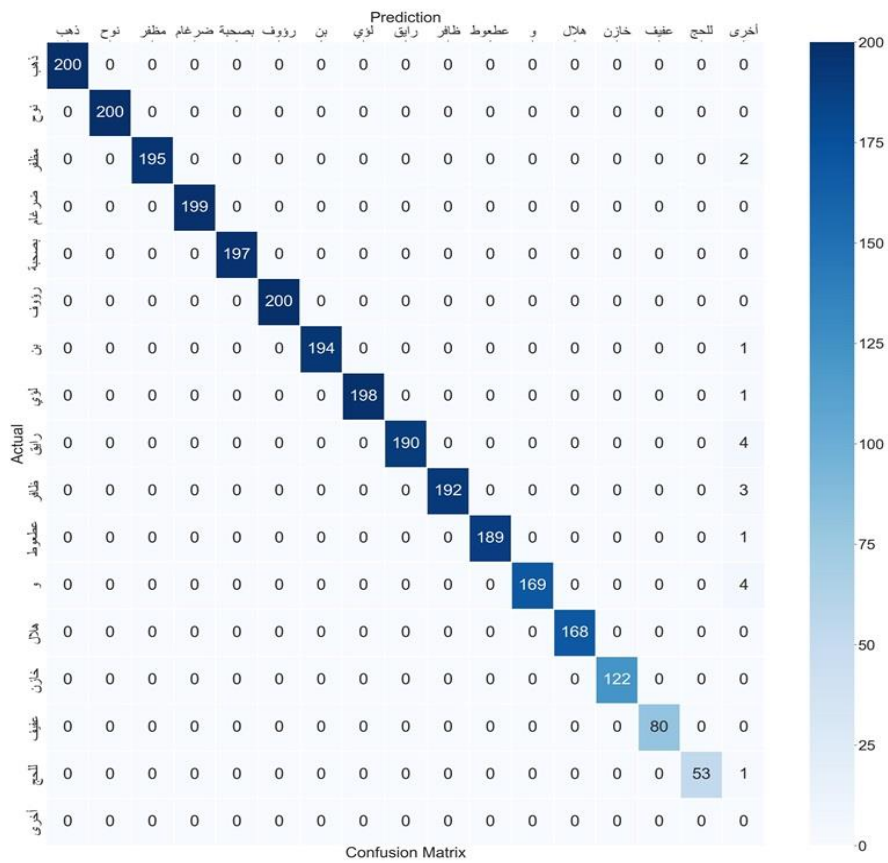 Prediction
ذهب نوح مظفر ضرغام بصحبة رؤوف بن لؤي رايق ظافر عطعوط و هلال خازن عفيف للحج أخرى
Actual
ذهب 200 0 0 0 0 0 0 0 0 0 0 0 0 0 0 0 0
نوح 0 200 0 0 0 0 0 0 0 0 0 0 0 0 0 0 0
مظفر 0 0 195 0 0 0 0 0 0 0 0 0 0 0 0 0 2
ضرغام 0 0 0 199 0 0 0 0 0 0 0 0 0 0 0 0 0
بصحبة 0 0 0 0 197 0 0 0 0 0 0 0 0 0 0 0 0
رؤوف 0 0 0 0 0 200 0 0 0 0 0 0 0 0 0 0 0
بن 0 0 0 0 0 0 194 0 0 0 0 0 0 0 0 0 1
لؤي 0 0 0 0 0 0 0 198 0 0 0 0 0 0 0 0 1
رايق 0 0 0 0 0 0 0 0 190 0 0 0 0 0 0 0 4
ظافر 0 0 0 0 0 0 0 0 0 192 0 0 0 0 0 0 3
عطعوط 0 0 0 0 0 0 0 0 0 0 189 0 0 0 0 0 1
و 0 0 0 0 0 0 0 0 0 0 0 169 0 0 0 0 4
هلال 0 0 0 0 0 0 0 0 0 0 0 0 168 0 0 0 0
خازن 0 0 0 0 0 0 0 0 0 0 0 0 0 122 0 0 0
عفيف 0 0 0 0 0 0 0 0 0 0 0 0 0 0 80 0 0
للحج 0 0 0 0 0 0 0 0 0 0 0 0 0 0 0 53 1
أخرى 0 0 0 0 0 0 0 0 0 0 0 0 0 0 0 0 0
Confusion Matrix
200
175
150
125
100
75
50
25
0